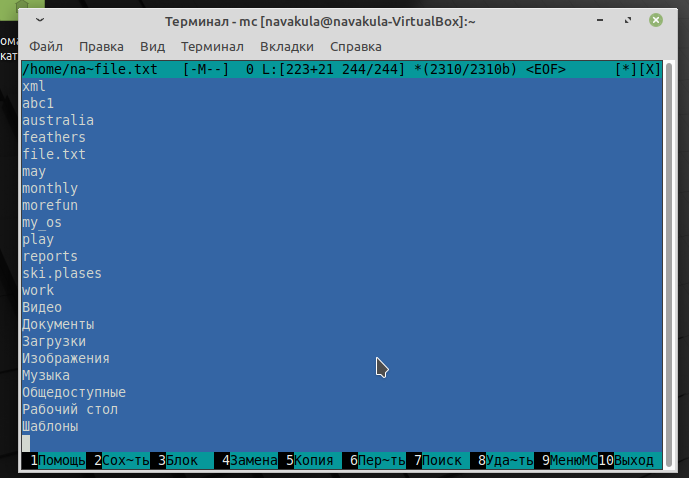 ома
кат
Терминал - mc [navakula@navakula-VirtualBox]:~
Файл Правка Вид Терминал Вкладки Справка
/home/na~file.txt [-M--] 0 L:[223+21 244/244] *(2310/2310b) <EOF> [*][X]
xml
abc1
australia
feathers
file.txt
may
monthly
morefun
my_os
play
reports
ski.plases
work
Видео
Документы
Загрузки
Изображения
Музыка
Общедоступные
Рабочий стол
Шаблоны
1Помощь 2Сох~ть 3Блок 4Замена 5Копия 6Пер~ть 7Поиск 8Уда~ть 9МенюMC 10Выход